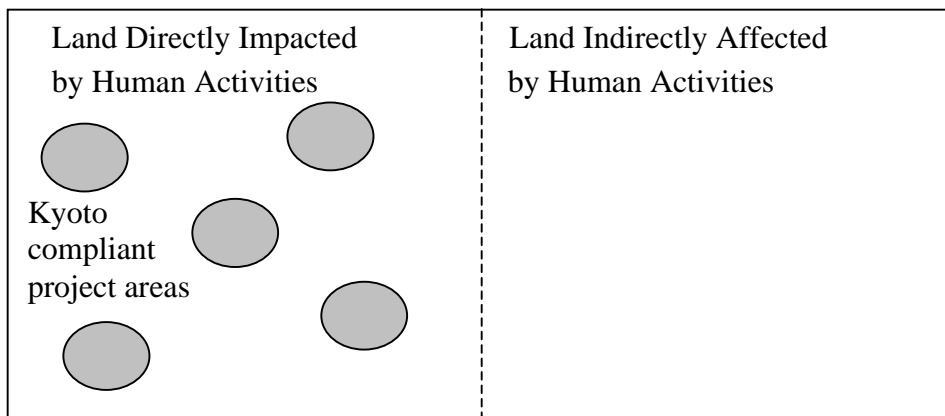 Land Directly Impacted
by Human Activities
Kyoto
compliant
project areas
Land Indirectly Affected
by Human Activities